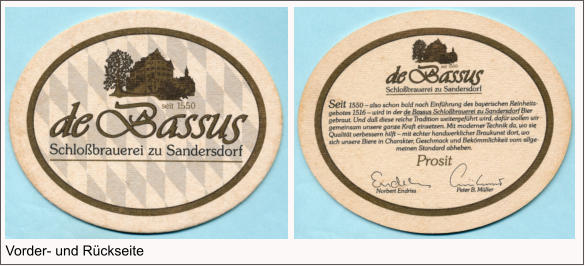 seit 1550
de Bassus
Schloßbrauerei zu Sandersdorf
seit 1550
de Bassus
Schloßbrauerei zu Sandersdorf
Seit 1550 – also schon bald nach Einführung des bayerischen Reinheits-
gebotes 1516 – wird in der de Bassus Schloßbrauerei zu Sandersdorf Bier
gebraut. Und daß diese reiche Tradition weitergeführt wird, dafür wollen wir
gemeinsam unsere ganze Kraft einsetzen. Mit moderner Technik da, wo sie
Qualität verbessern hilft – mit echter handwerklicher Braukunst dort, wo
sich unsere Biere in Charakter, Geschmack und Bekömmlichkeit vom allge-
meinen Standard abheben.
Prosit
Norbert Endriss Peter B. Müller
Vorder- und Rückseite